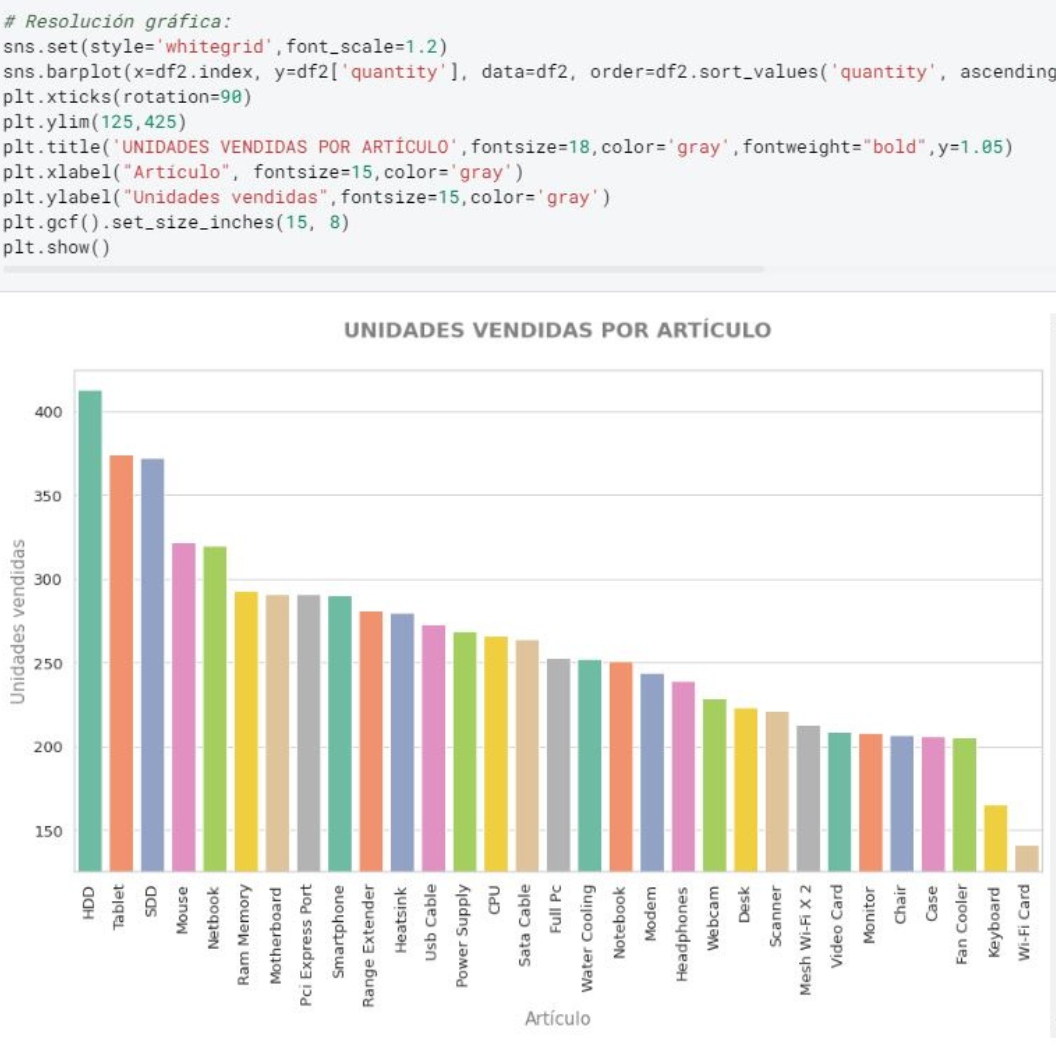 # Resolución gráfica:
sns.set(style='whitegrid',font_scale=1.2)
sns.barplot(x=df2.index, y=df2['quantity'], data=df2, order=df2.sort_values('quantity', ascending
plt.xticks(rotation=90)
plt.ylim(125,425)
plt.title('UNIDADES VENDIDAS POR ARTÍCULO',fontsize=18,color='gray',fontweight="bold",y=1.05)
plt.xlabel("Artículo", fontsize=15,color='gray')
plt.ylabel("Unidades vendidas",fontsize=15,color='gray')
plt.gcf().set_size_inches(15, 8)
plt.show()
UNIDADES VENDIDAS POR ARTÍCULO
Unidades vendidas
400
350
300
250
200
150
HDD
Tablet
SDD
Mouse
Netbook
Ram Memory
Motherboard
Pci Express Port
Smartphone
Range Extender
Heatsink
Usb Cable
Power Supply
CPU
Sata Cable
Full Pc
Water Cooling
Notebook
Modem
Headphones
Webcam
Desk
Scanner
Mesh Wi-Fi X 2
Video Card
Monitor
Chair
Case
Fan Cooler
Keyboard
Wi-Fi Card
Artículo